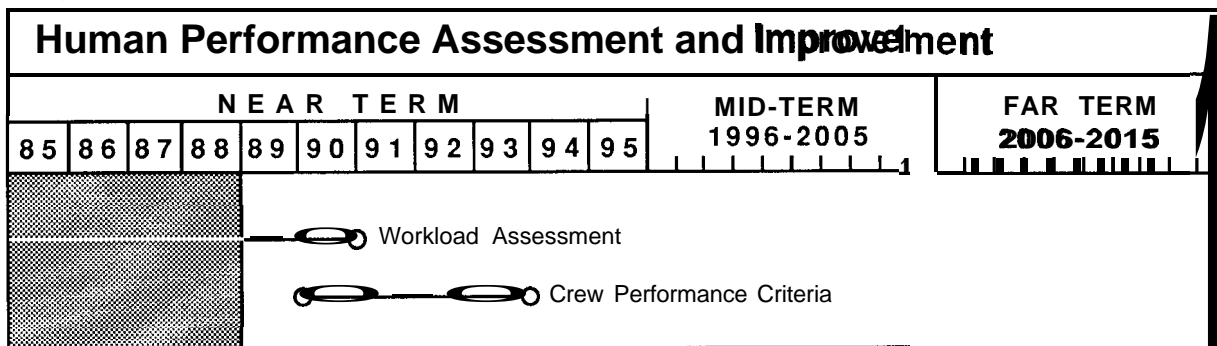 Human Performance Assessment and Improvement
NEAR TERM
MID-TERM
FAR TERM
85 86 87 88 89 90 91 92 93 94 95
1996-2005
2006-2015
Workload Assessment
Crew Performance Criteria